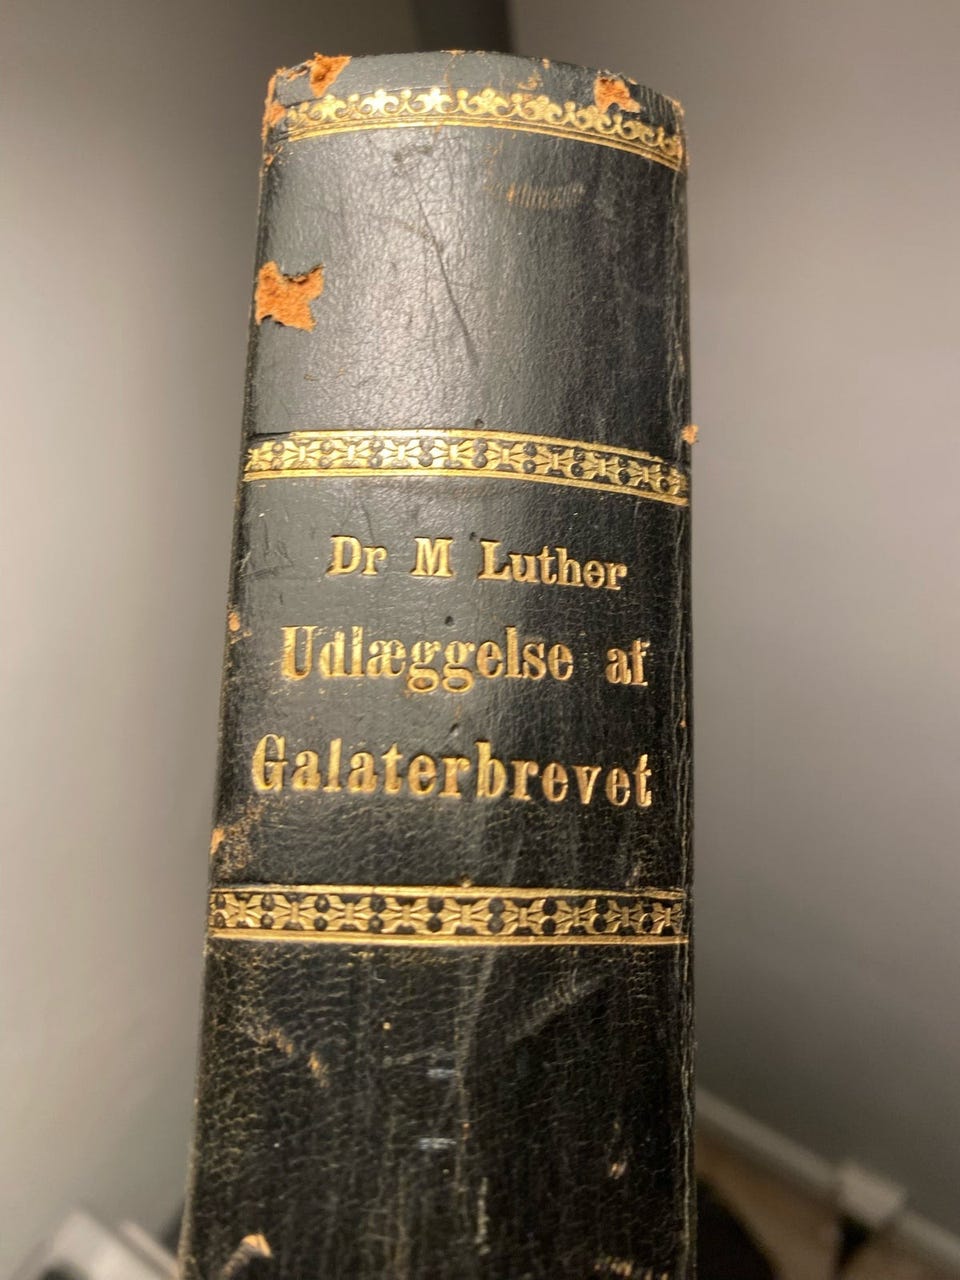 Dr M Luther
Udlæggelse af
Galaterbrevet